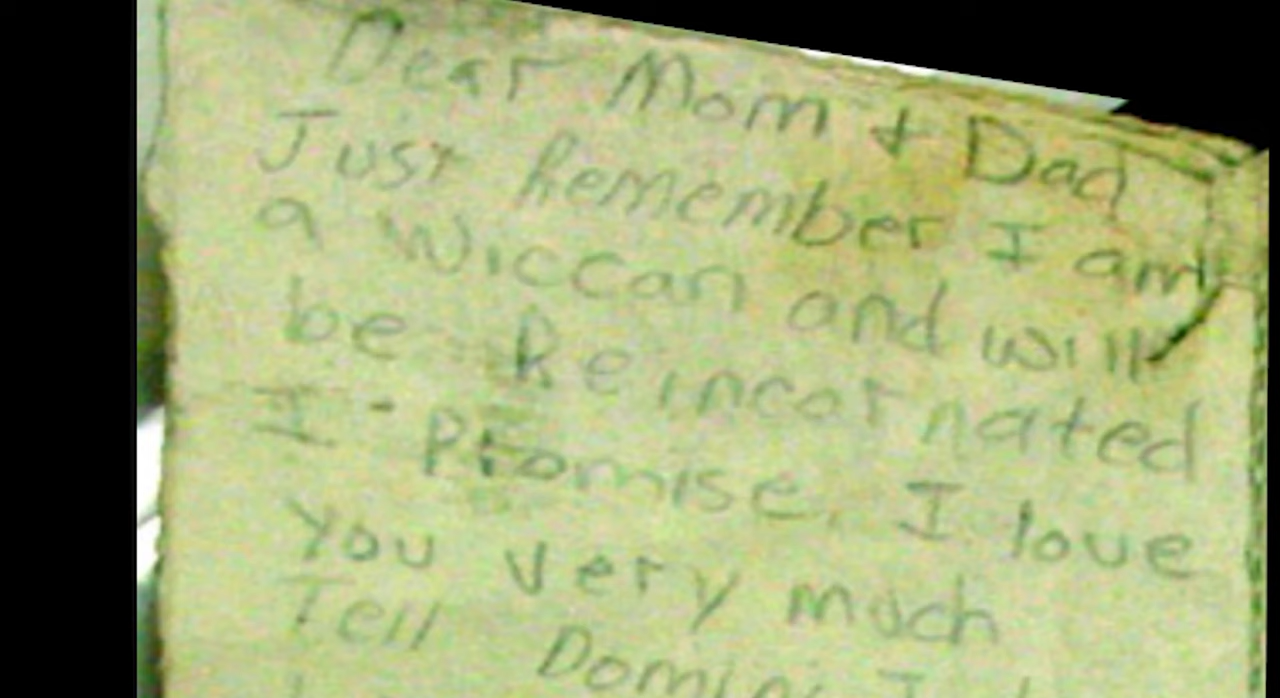 Dear Mom & Dad
Just Remember I am
a Wiccan and will
be Reincarnated
I Promise. I love
you very much
Tell